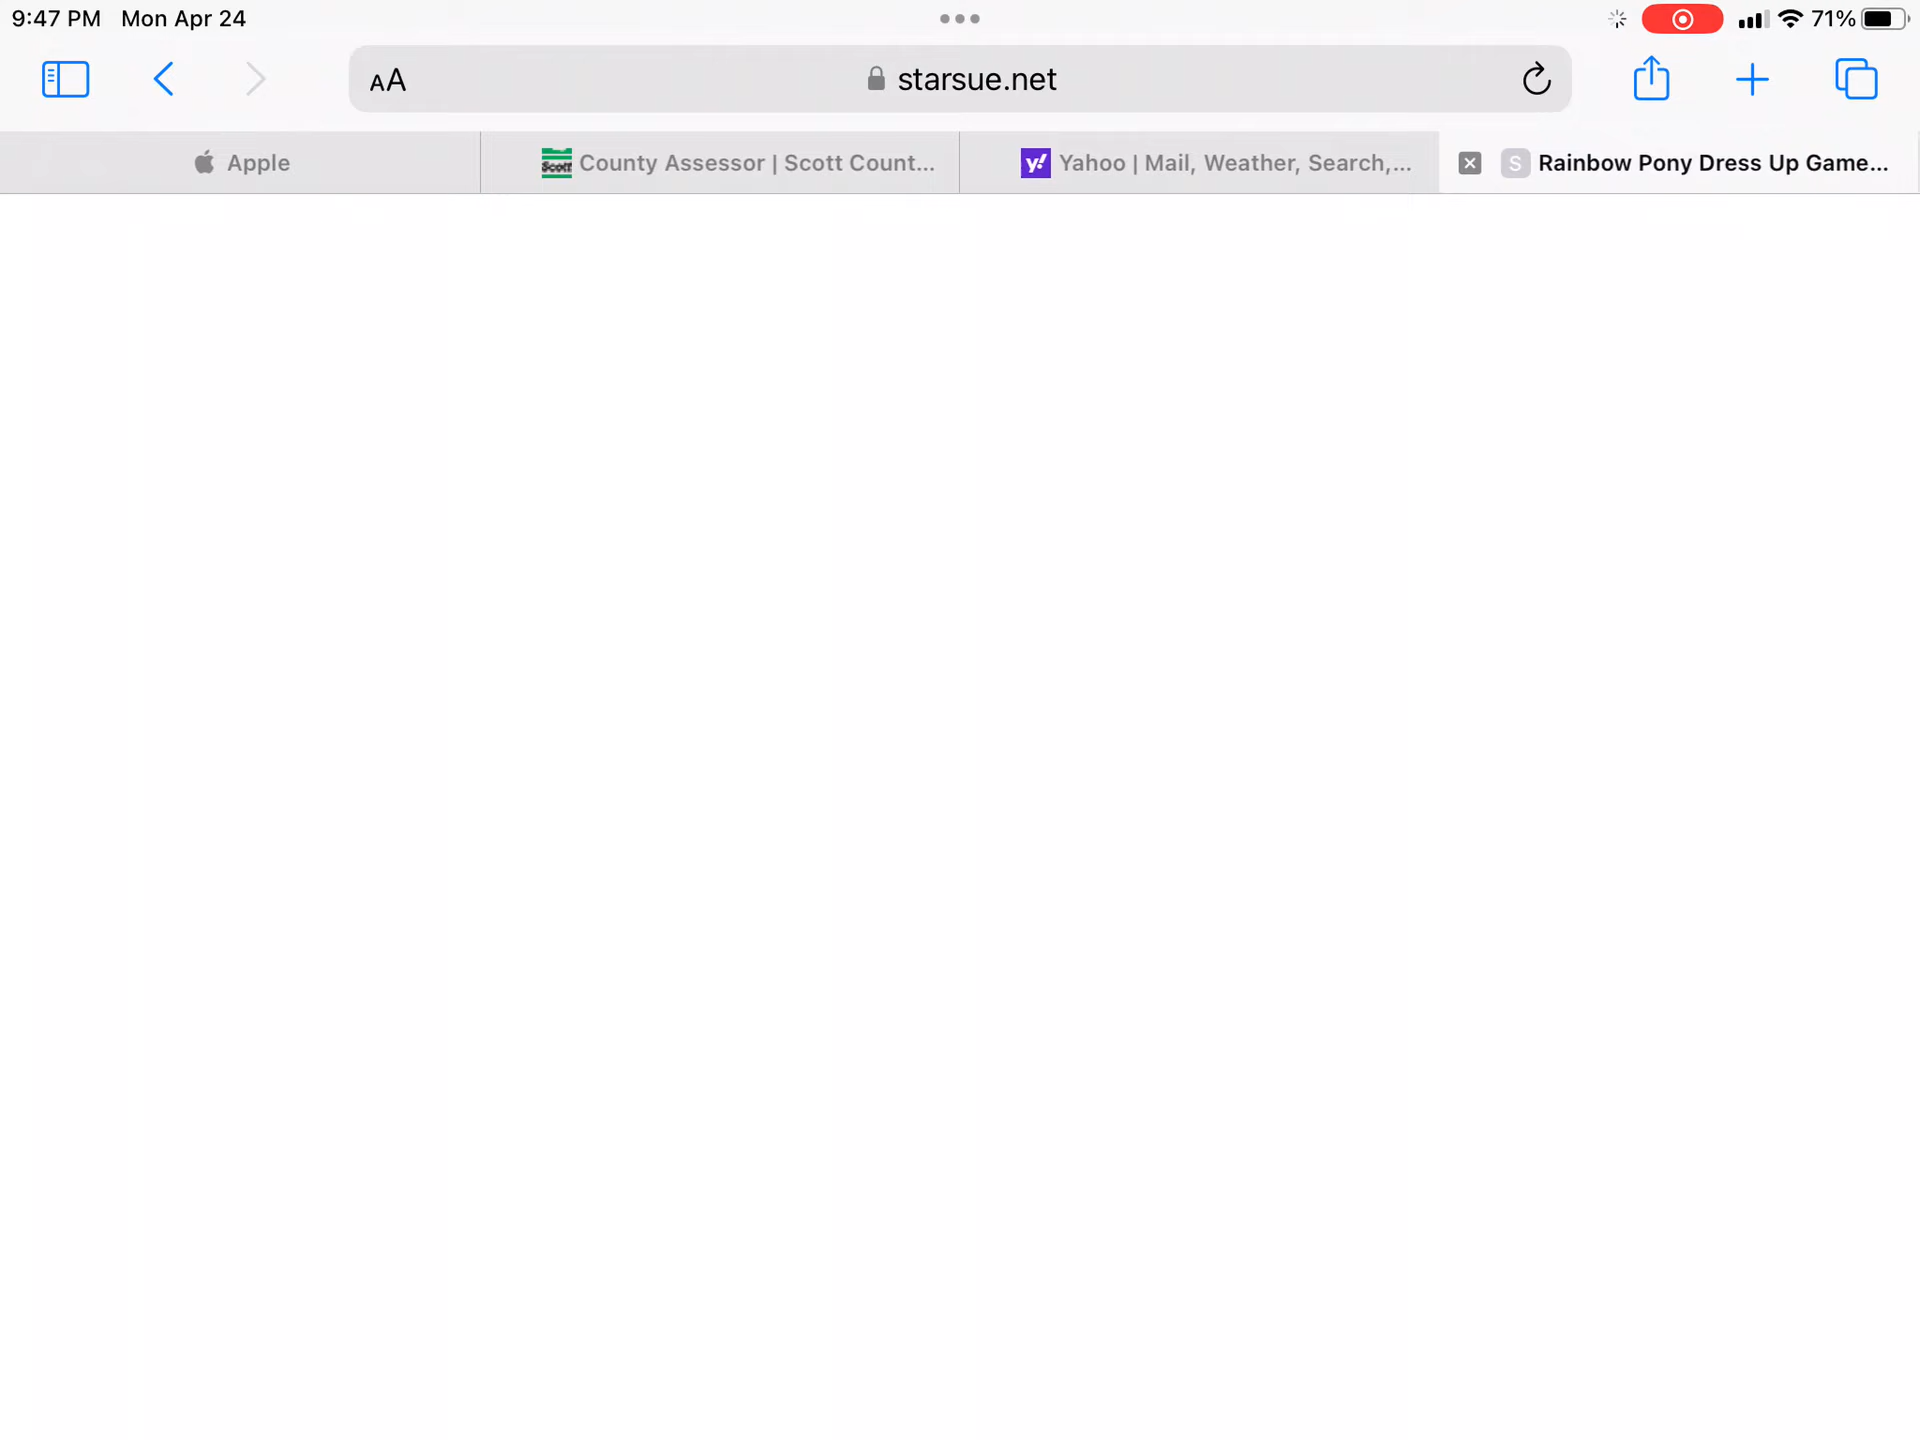 9:47 PM Mon Apr 24
71%
AA
starsue.net
Apple
Scott County Assessor | Scott Count...
y! Yahoo | Mail, Weather, Search,...
S Rainbow Pony Dress Up Game...